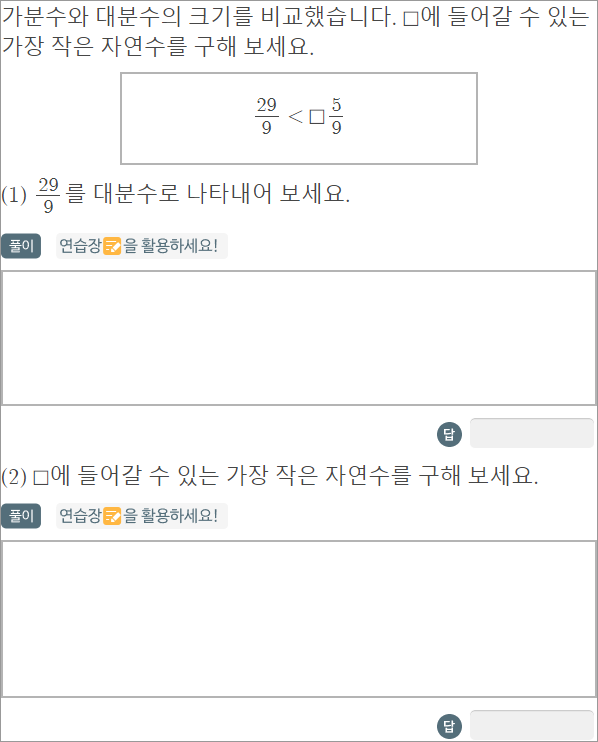 가분수와 대분수의 크기를 비교했습니다. □에 들어갈 수 있는
가장 작은 자연수를 구해 보세요.
29/9 < □ 5/9
(1) 29/9 를 대분수로 나타내어 보세요.
풀이 연습장을 활용하세요!
답
(2) □에 들어갈 수 있는 가장 작은 자연수를 구해 보세요.
풀이 연습장을 활용하세요!
답